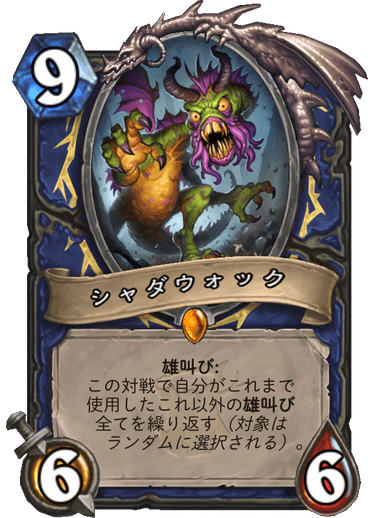 9
シャダウォック
雄叫び:
この対戦で自分がこれまで
使用したこれ以外の雄叫び
全てを繰り返す（対象は
ランダムに選択される）。
6
6